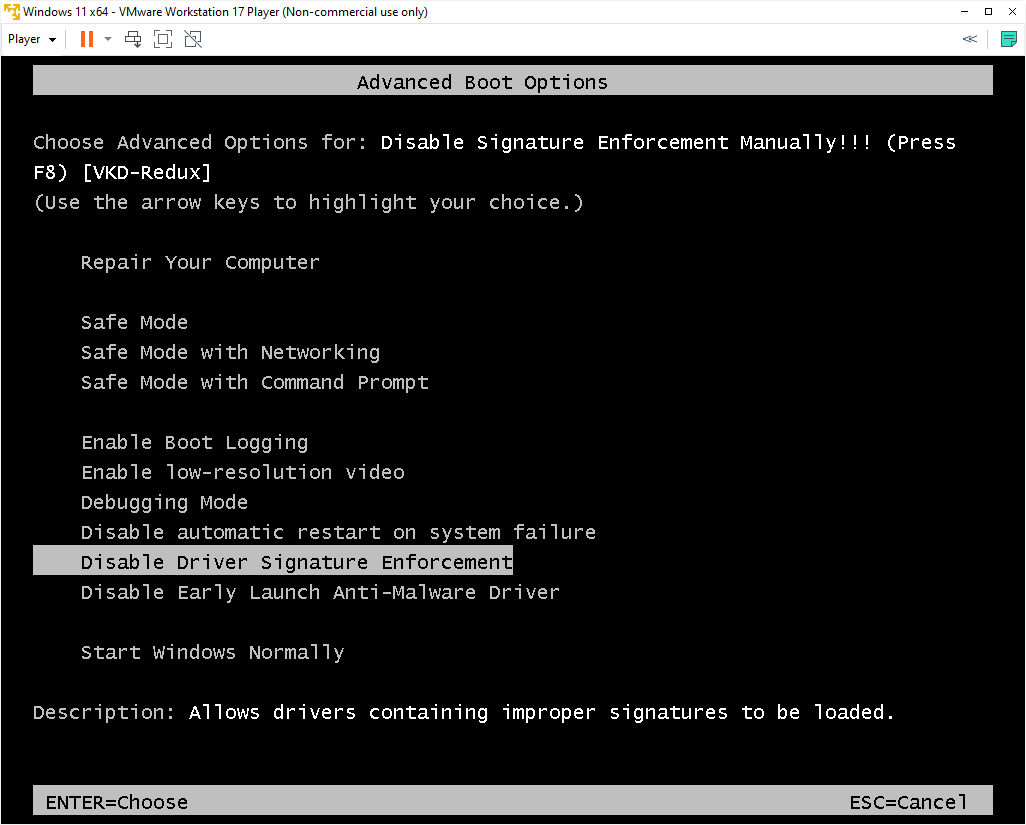 Windows 11 x64 - VMware Workstation 17 Player (Non-commercial use only)
Player
Advanced Boot Options
Choose Advanced Options for: Disable Signature Enforcement Manually!!! (Press
F8) [VKD-Redux]
(Use the arrow keys to highlight your choice.)
Repair Your Computer
Safe Mode
Safe Mode with Networking
Safe Mode with Command Prompt
Enable Boot Logging
Enable low-resolution video
Debugging Mode
Disable automatic restart on system failure
Disable Driver Signature Enforcement
Disable Early Launch Anti-Malware Driver
Start Windows Normally
Description: Allows drivers containing improper signatures to be loaded.
ENTER=Choose ESC=Cancel